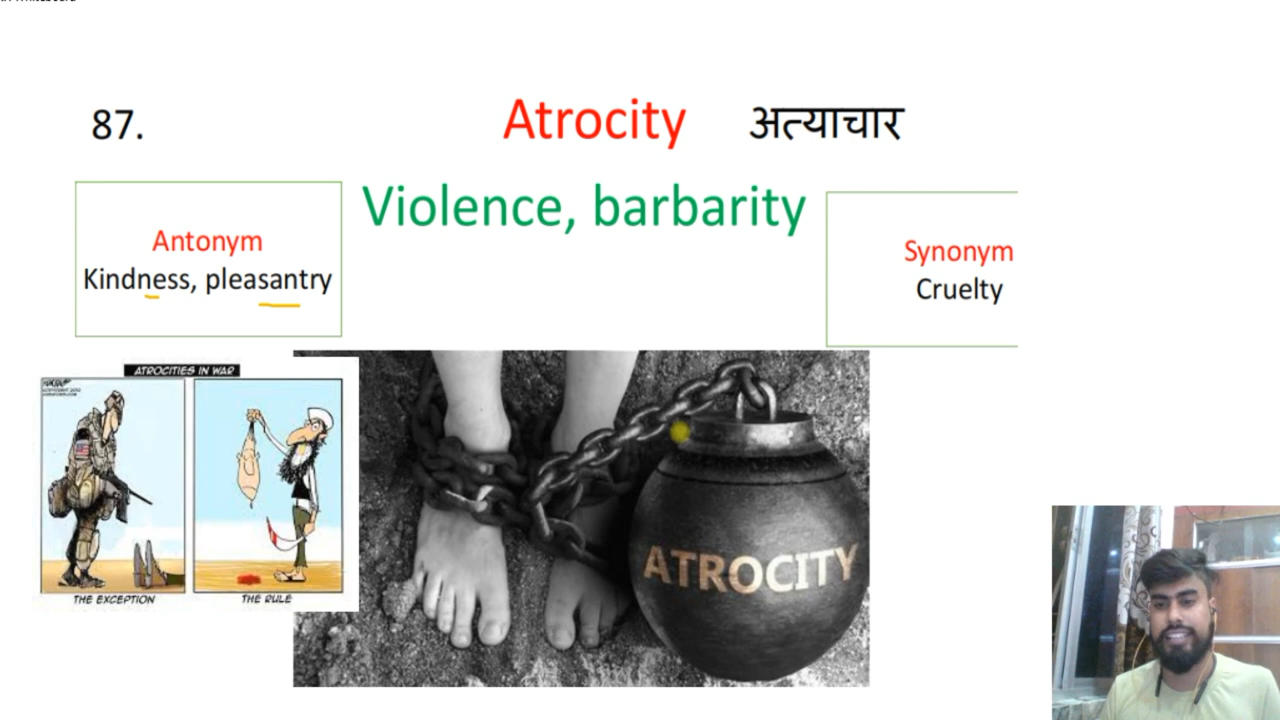 87.
Atrocity अत्याचार
Violence, barbarity
Antonym
Kindness, pleasantry
Synonym
Cruelty
ATROCITIES IN WAR
THE EXCEPTION
THE RULE
ATROCITY